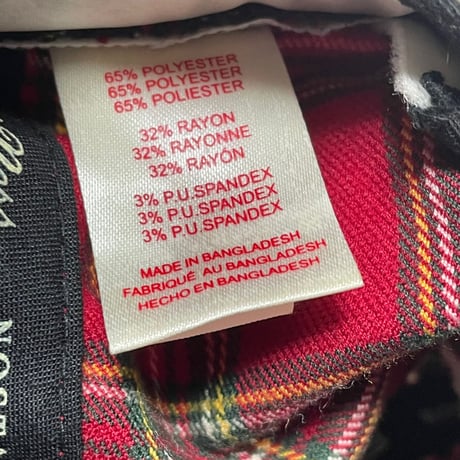 65% POLYESTER
65% POLYESTER
65% POLIESTER
32% RAYON
32% RAYONNE
32% RAYÓN
3% P.U.SPANDEX
3% P.U.SPANDEX
3% P.U.SPANDEX
MADE IN BANGLADESH
FABRIQUÉ AU BANGLADESH
HECHO EN BANGLADESH